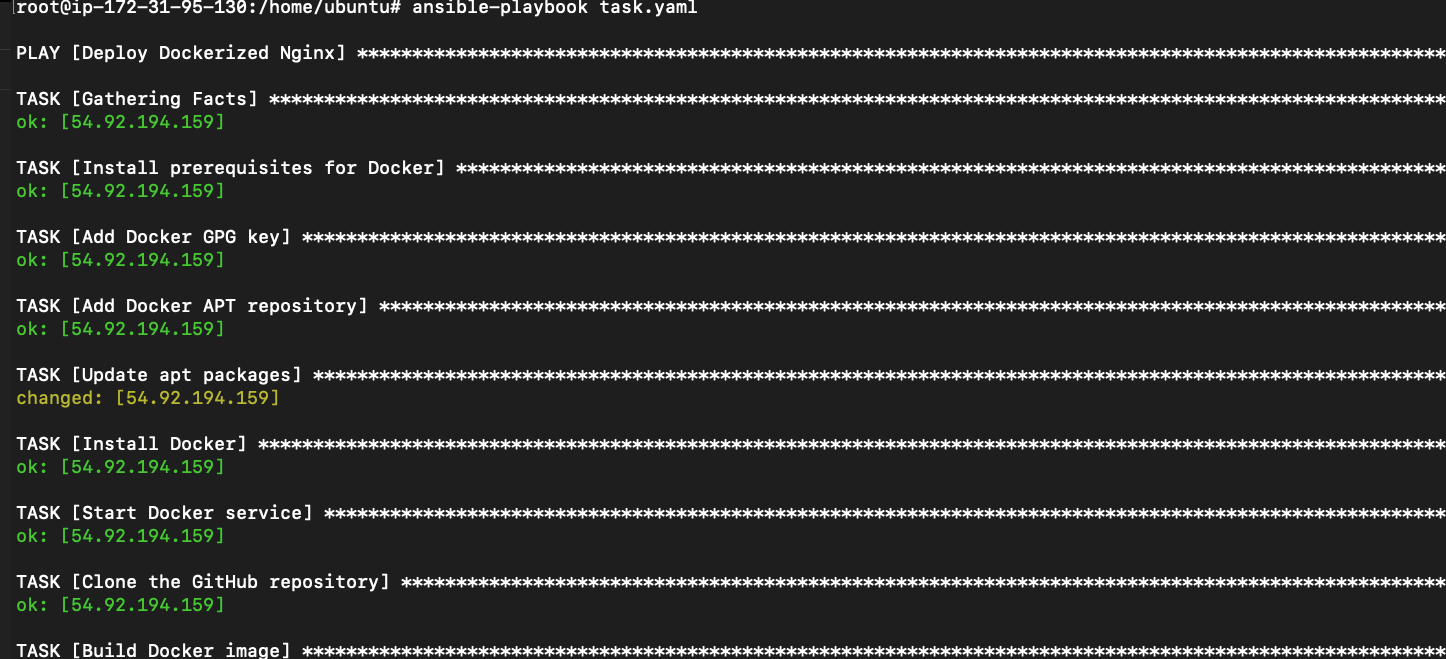 root@ip-172-31-95-130:/home/ubuntu# ansible-playbook task.yaml
PLAY [Deploy Dockerized Nginx] ***************************************************************************************************
TASK [Gathering Facts] ***********************************************************************************************************
ok: [54.92.194.159]
TASK [Install prerequisites for Docker] ******************************************************************************************
ok: [54.92.194.159]
TASK [Add Docker GPG key] ********************************************************************************************************
ok: [54.92.194.159]
TASK [Add Docker APT repository] *************************************************************************************************
ok: [54.92.194.159]
TASK [Update apt packages] *******************************************************************************************************
changed: [54.92.194.159]
TASK [Install Docker] ************************************************************************************************************
ok: [54.92.194.159]
TASK [Start Docker service] ******************************************************************************************************
ok: [54.92.194.159]
TASK [Clone the GitHub repository] ***********************************************************************************************
ok: [54.92.194.159]
TASK [Build Docker image] ********************************************************************************************************